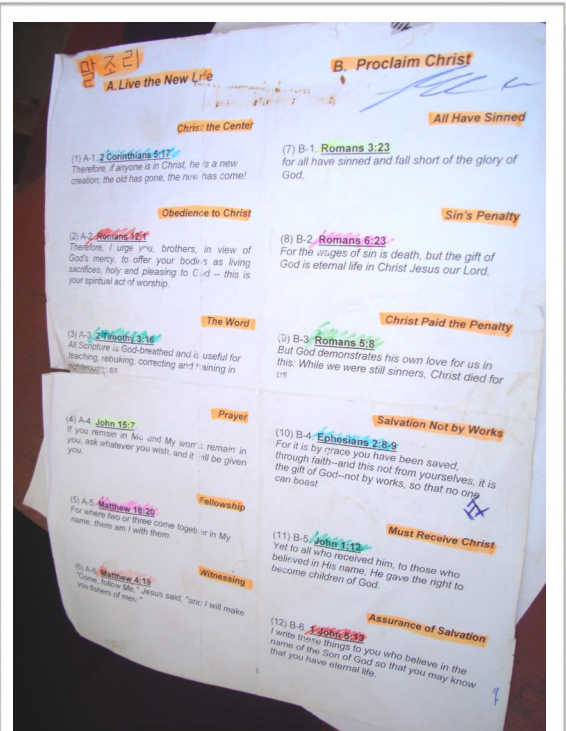 말조리
A. Live the New Life
Christ the Center
(1) A-1. 2 Corinthians 5:17
Therefore, if anyone is in Christ, he is a new
creation; the old has gone, the new has come!
Obedience to Christ
(2) A-2. Romans 12:1
Therefore, I urge you, brothers, in view of
God's mercy, to offer your bodies as living
sacrifices, holy and pleasing to God -- this is
your spiritual act of worship.
The Word
(3) A-3. 2 Timothy 3:16
All Scripture is God-breathed and is useful for
teaching, rebuking, correcting and training in
righteousness
Prayer
(4) A-4. John 15:7
If you remain in Me and My words remain in
you, ask whatever you wish, and it will be given
you.
Fellowship
(5) A-5. Matthew 18:20
For where two or three come together in My
name, there am I with them.
Witnessing
(6) A-6. Matthew 4:19
"Come, follow Me," Jesus said, "and I will make
you fishers of men."
B. Proclaim Christ
All Have Sinned
(7) B-1. Romans 3:23
for all have sinned and fall short of the glory of
God,
Sin's Penalty
(8) B-2. Romans 6:23
For the wages of sin is death, but the gift of
God is eternal life in Christ Jesus our Lord.
Christ Paid the Penalty
(9) B-3. Romans 5:8
But God demonstrates his own love for us in
this: While we were still sinners, Christ died for
us
Salvation Not by Works
(10) B-4. Ephesians 2:8-9
For it is by grace you have been saved,
through faith--and this not from yourselves, it is
the gift of God--not by works, so that no one
can boast
Must Receive Christ
(11) B-5. John 1:12
Yet to all who received him, to those who
believed in His name, He gave the right to
become children of God.
Assurance of Salvation
(12) B-6. 1 John 5:13
I write these things to you who believe in the
name of the Son of God so that you may know
that you have eternal life.
1